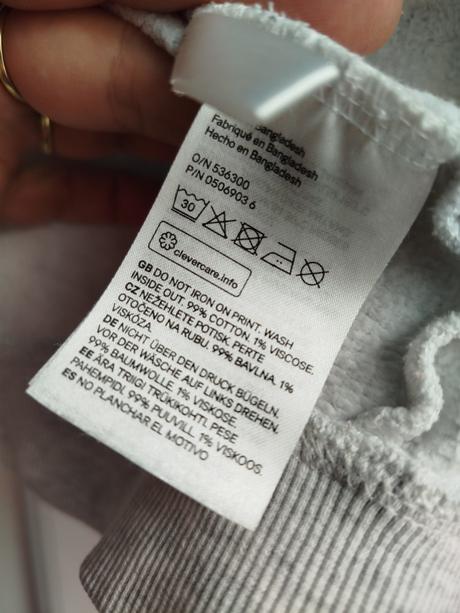 Bangladesh
Fabriqué en Bangladesh
Hecho en Bangladesh
O/N 536300
P/N 0506903 6
30
clevercare.info
GB DO NOT IRON ON PRINT. WASH
INSIDE OUT. 99% COTTON. 1% VISCOSE.
CZ NEŽEHLETE POTISK. PERTE
OTOČENO NA RUBU. 99% BAVLNA. 1%
VISKÓZA.
DE NICHT ÜBER DEN DRUCK BÜGELN.
VOR DER WÄSCHE AUF LINKS DREHEN.
99% BAUMWOLLE. 1% VISKOSE.
EE ÄRA TRIIGI TRÜKIKOHTI. PESE
PAHEMPIDI. 99% PUUVILL. 1% VISKOOS.
ES NO PLANCHAR EL MOTIVO